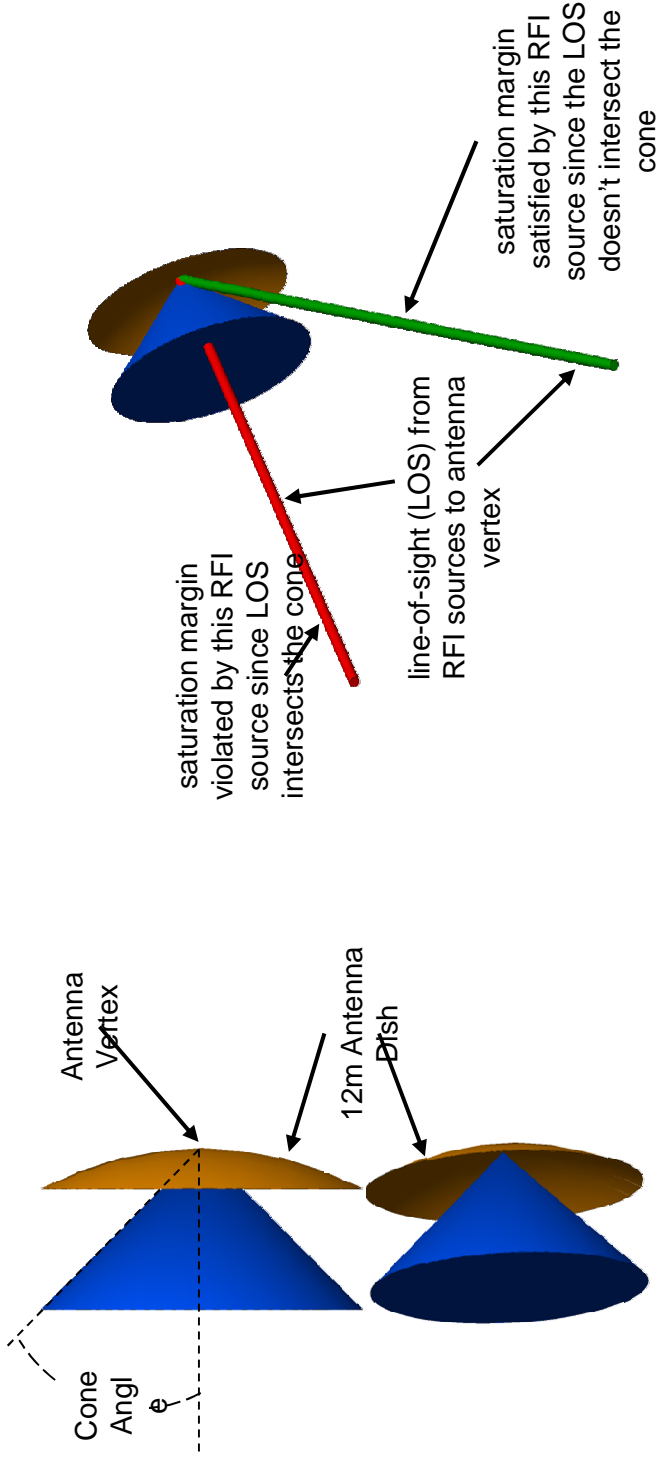 Cone
Angl
e
Antenna
Vertex
12m Antenna
Dish
saturation margin
violated by this RFI
source since LOS
intersects the cone
line-of-sight (LOS) from
RFI sources to antenna
vertex
saturation margin
satisfied by this RFI
source since the LOS
doesn't intersect the
cone